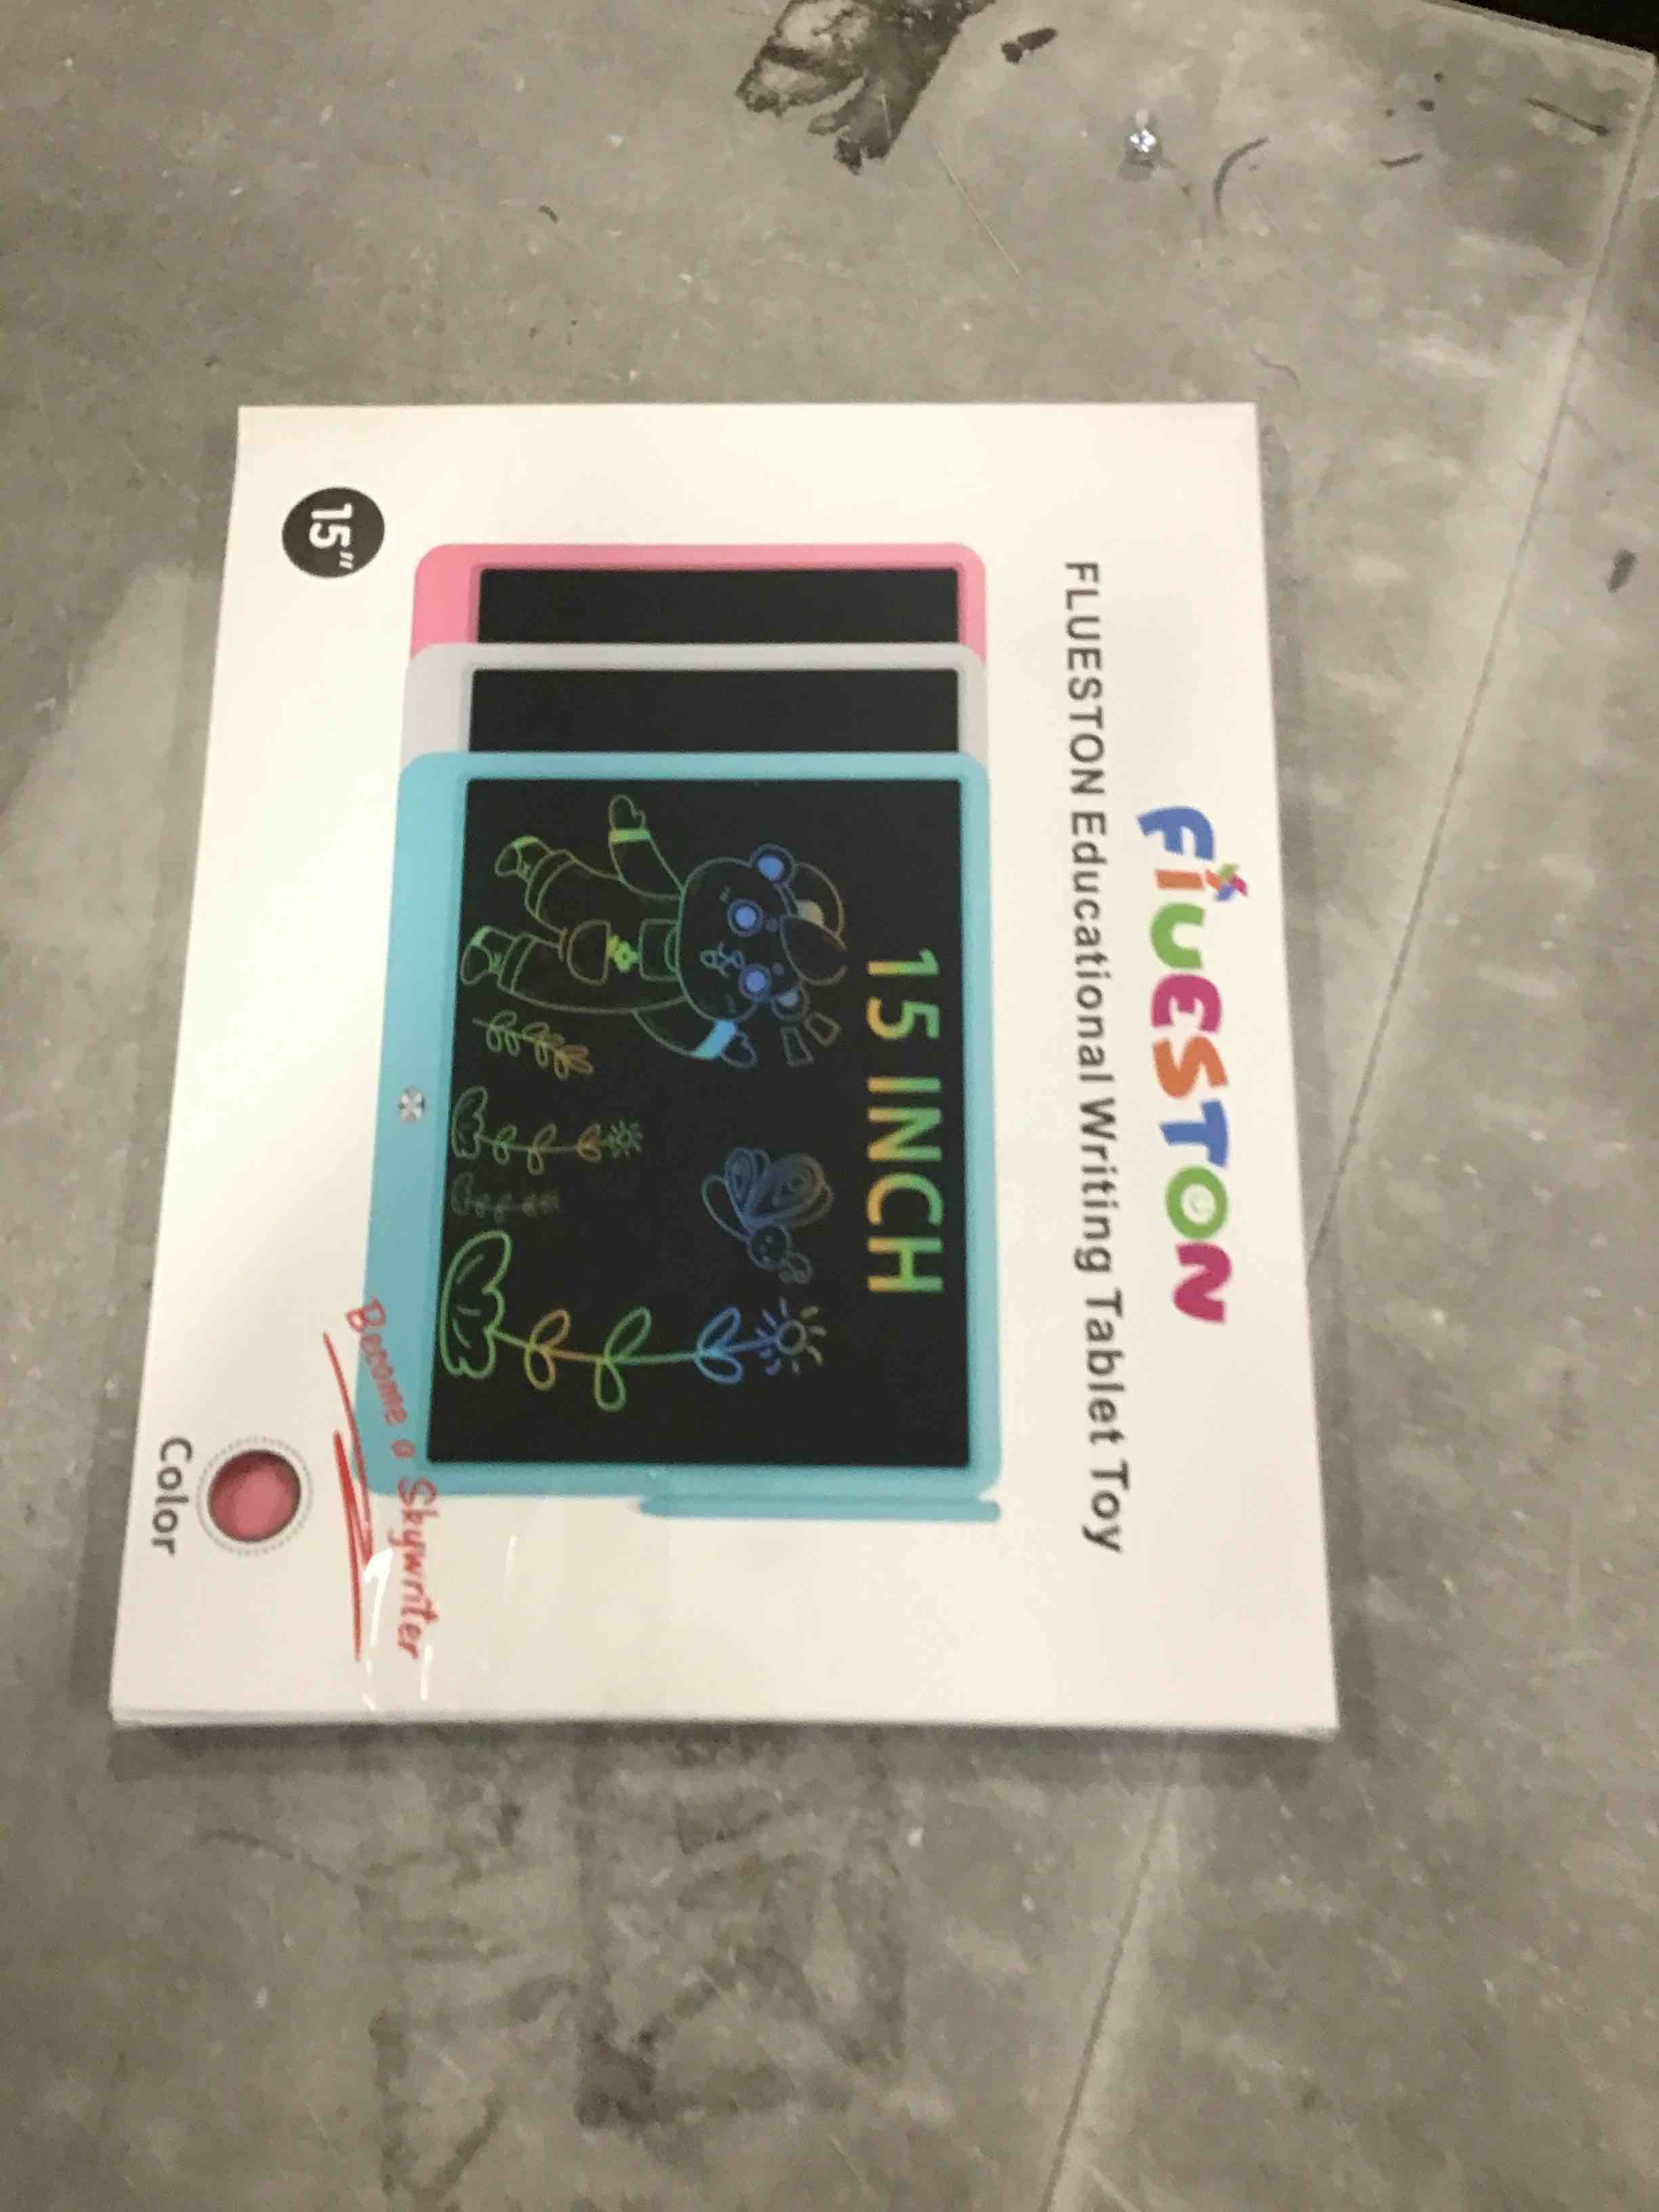 FLUESTON
FLUESTON Educational Writing Tablet Toy
15 INCH
Become a Skywriter
15"
Color